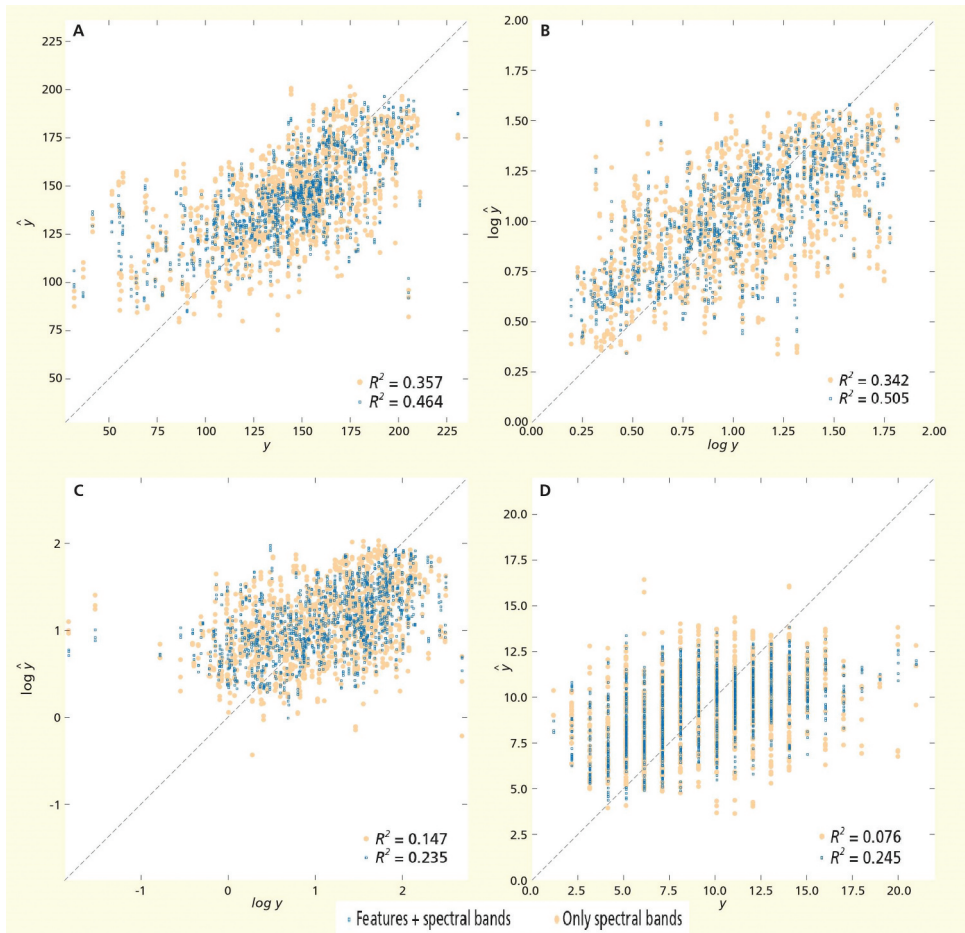 A
225
200
175
150
ŷ
125
100
75
50
R² = 0.357
R² = 0.464
50 75 100 125 150 175 200 225
y
B
2.00
1.75
1.50
1.25
log ŷ
1.00
0.75
0.50
0.25
0.00
R² = 0.342
R² = 0.505
0.00 0.25 0.50 0.75 1.00 1.25 1.50 1.75 2.00
log y
C
2
1
log ŷ
0
-1
R² = 0.147
R² = 0.235
-1 0 1 2
log y
D
20.0
17.5
15.0
12.5
ŷ
10.0
7.5
5.0
2.5
0.0
R² = 0.076
R² = 0.245
0.0 2.5 5.0 7.5 10.0 12.5 15.0 17.5 20.0
y
Features + spectral bands Only spectral bands